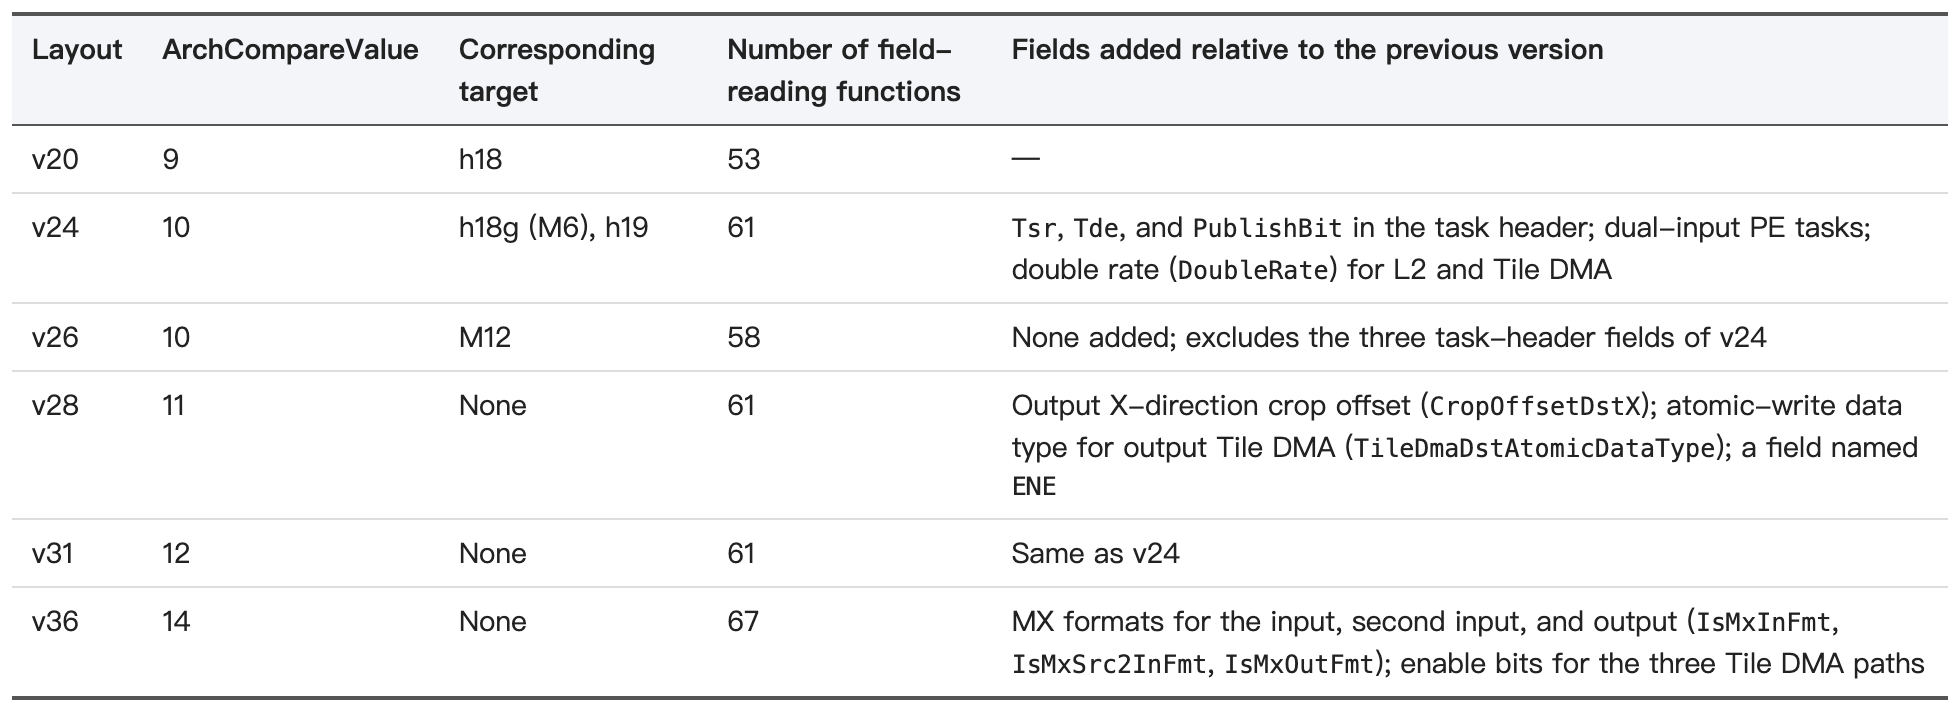 Layout ArchCompareValue Corresponding target Number of field-reading functions Fields added relative to the previous version
v20 9 h18 53 —
v24 10 h18g (M6), h19 61 Tsr, Tde, and PublishBit in the task header; dual-input PE tasks;
double rate (DoubleRate) for L2 and Tile DMA
v26 10 M12 58 None added; excludes the three task-header fields of v24
v28 11 None 61 Output X-direction crop offset (CropOffsetDstX); atomic-write data
type for output Tile DMA (TileDmaDstAtomicDataType); a field named
ENE
v31 12 None 61 Same as v24
v36 14 None 67 MX formats for the input, second input, and output (IsMxInFmt,
IsMxSrc2InFmt, IsMxOutFmt); enable bits for the three Tile DMA paths